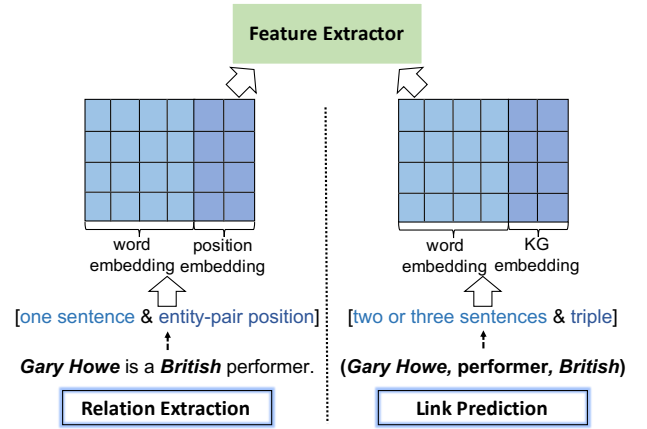 Feature Extractor
word
embedding
position
embedding
[one sentence & entity-pair position]
Gary Howe is a British performer.
Relation Extraction
word
embedding
KG
embedding
[two or three sentences & triple]
(Gary Howe, performer, British)
Link Prediction